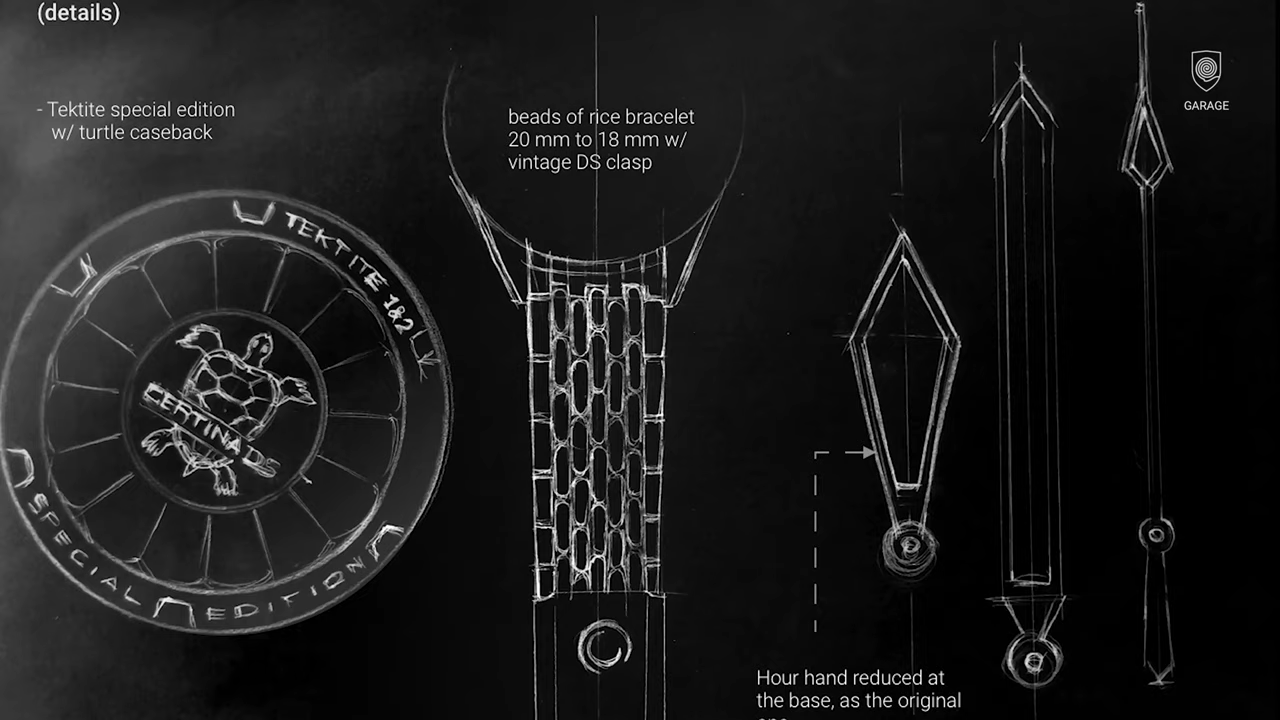 (details)
- Tektite special edition
w/ turtle caseback
beads of rice bracelet
20 mm to 18 mm w/
vintage DS clasp
GARAGE
TEKTITE 1&2
CERTINA DS
SPECIAL EDITION
Hour hand reduced at
the base, as the original